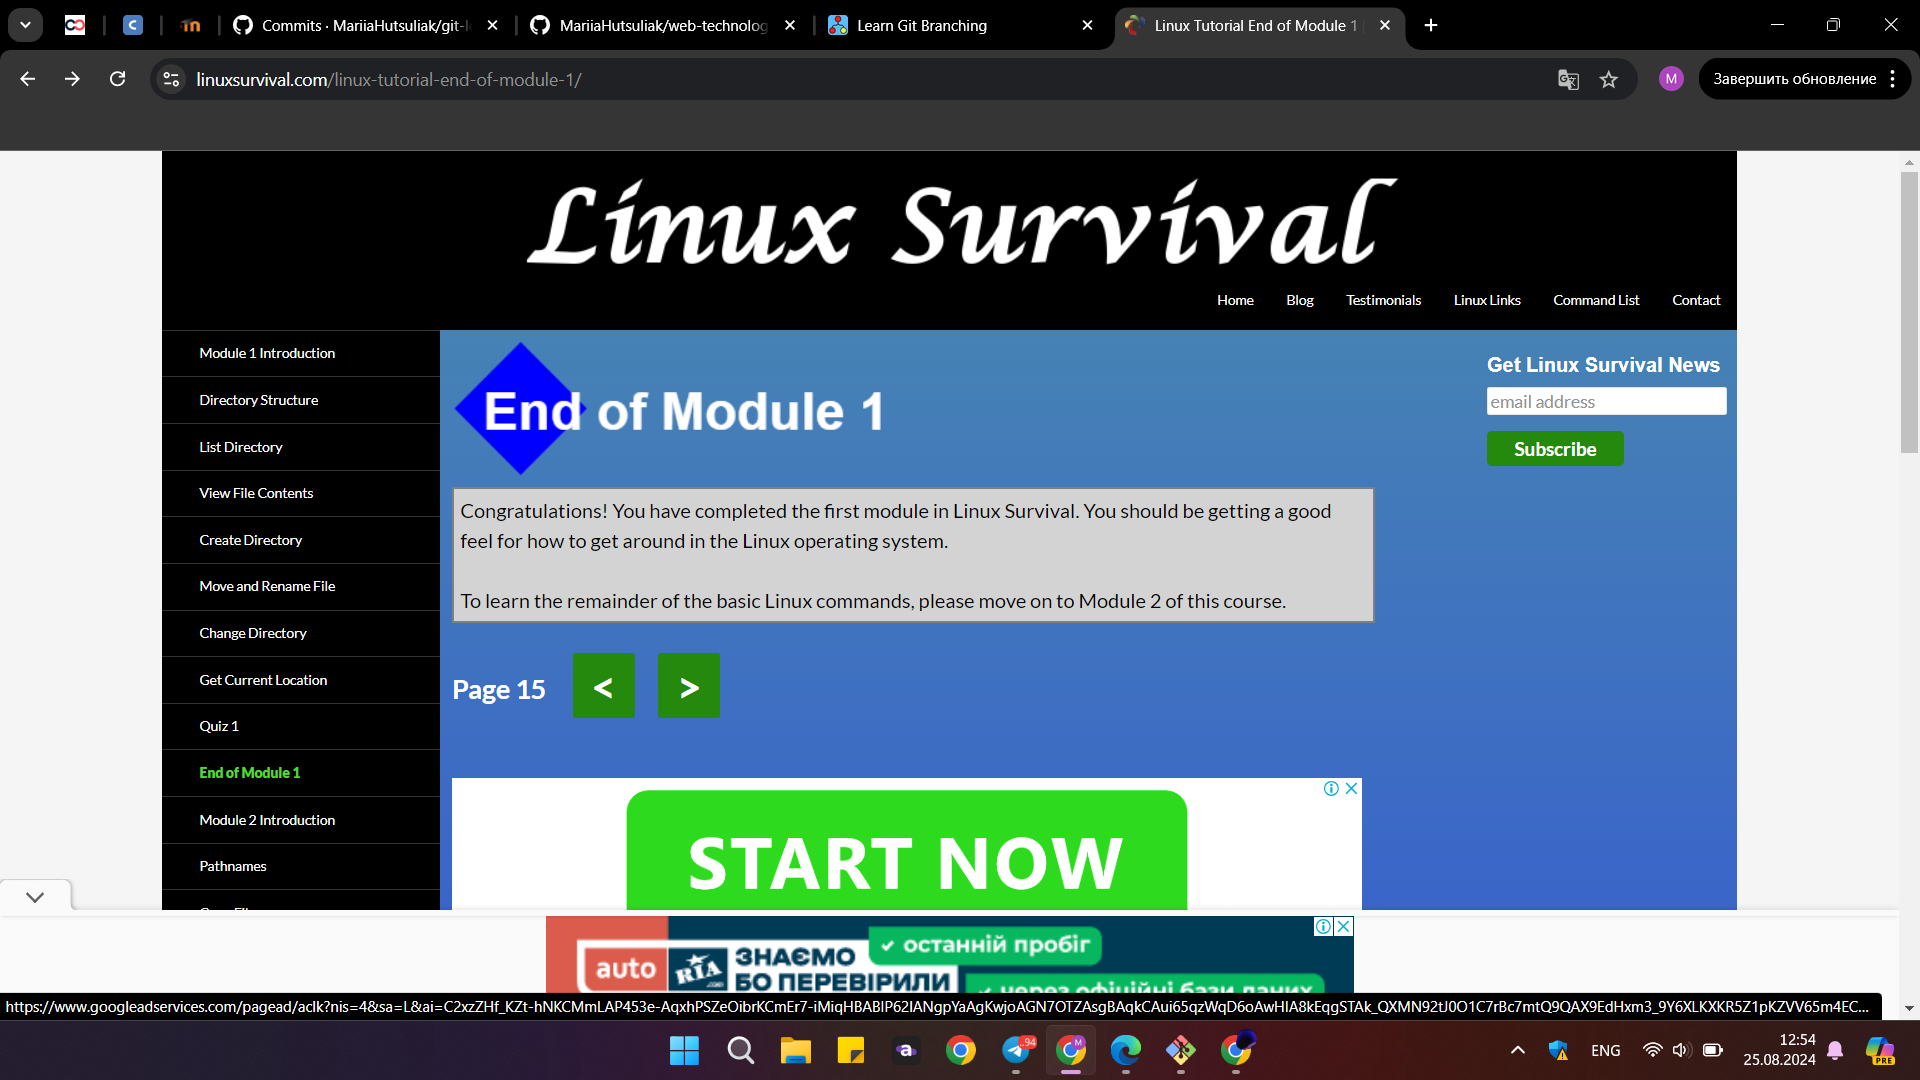 Commits · MariiaHutsuliak/git-l
MariiaHutsuliak/web-technolog
Learn Git Branching
Linux Tutorial End of Module 1
linuxsurvival.com/linux-tutorial-end-of-module-1/
M
Завершить обновление
Linux Survival
Home
Blog
Testimonials
Linux Links
Command List
Contact
Module 1 Introduction
Directory Structure
List Directory
View File Contents
Create Directory
Move and Rename File
Change Directory
Get Current Location
Quiz 1
End of Module 1
Module 2 Introduction
Pathnames
End of Module 1
Congratulations! You have completed the first module in Linux Survival. You should be getting a good
feel for how to get around in the Linux operating system.
To learn the remainder of the basic Linux commands, please move on to Module 2 of this course.
Page 15
<
>
Get Linux Survival News
email address
Subscribe
START NOW
auto RIA.com
ЗНАЄМО
БО ПЕРЕВІРИЛИ
✓ останній пробіг
✓ через офіційні бази даних
https://www.googleadservices.com/pagead/aclk?nis=4&sa=L&ai=C2xzZHf_KZt-hNKCMmLAP453e-AqxhPSZeOibrKCmEr7-iMiqHBABIP62IANgpYaAgKwjoAGN7OTZAsgBAqkCAui65qzWqD6oAwHIA8kEqgSTAk_QXMN92tJ0O1C7rBc7mtQ9QAX9EdHxm3_9Y6XLKXKR5Z1pKZVV65m4EC...
94
M
ENG
12:54
25.08.2024
PRE